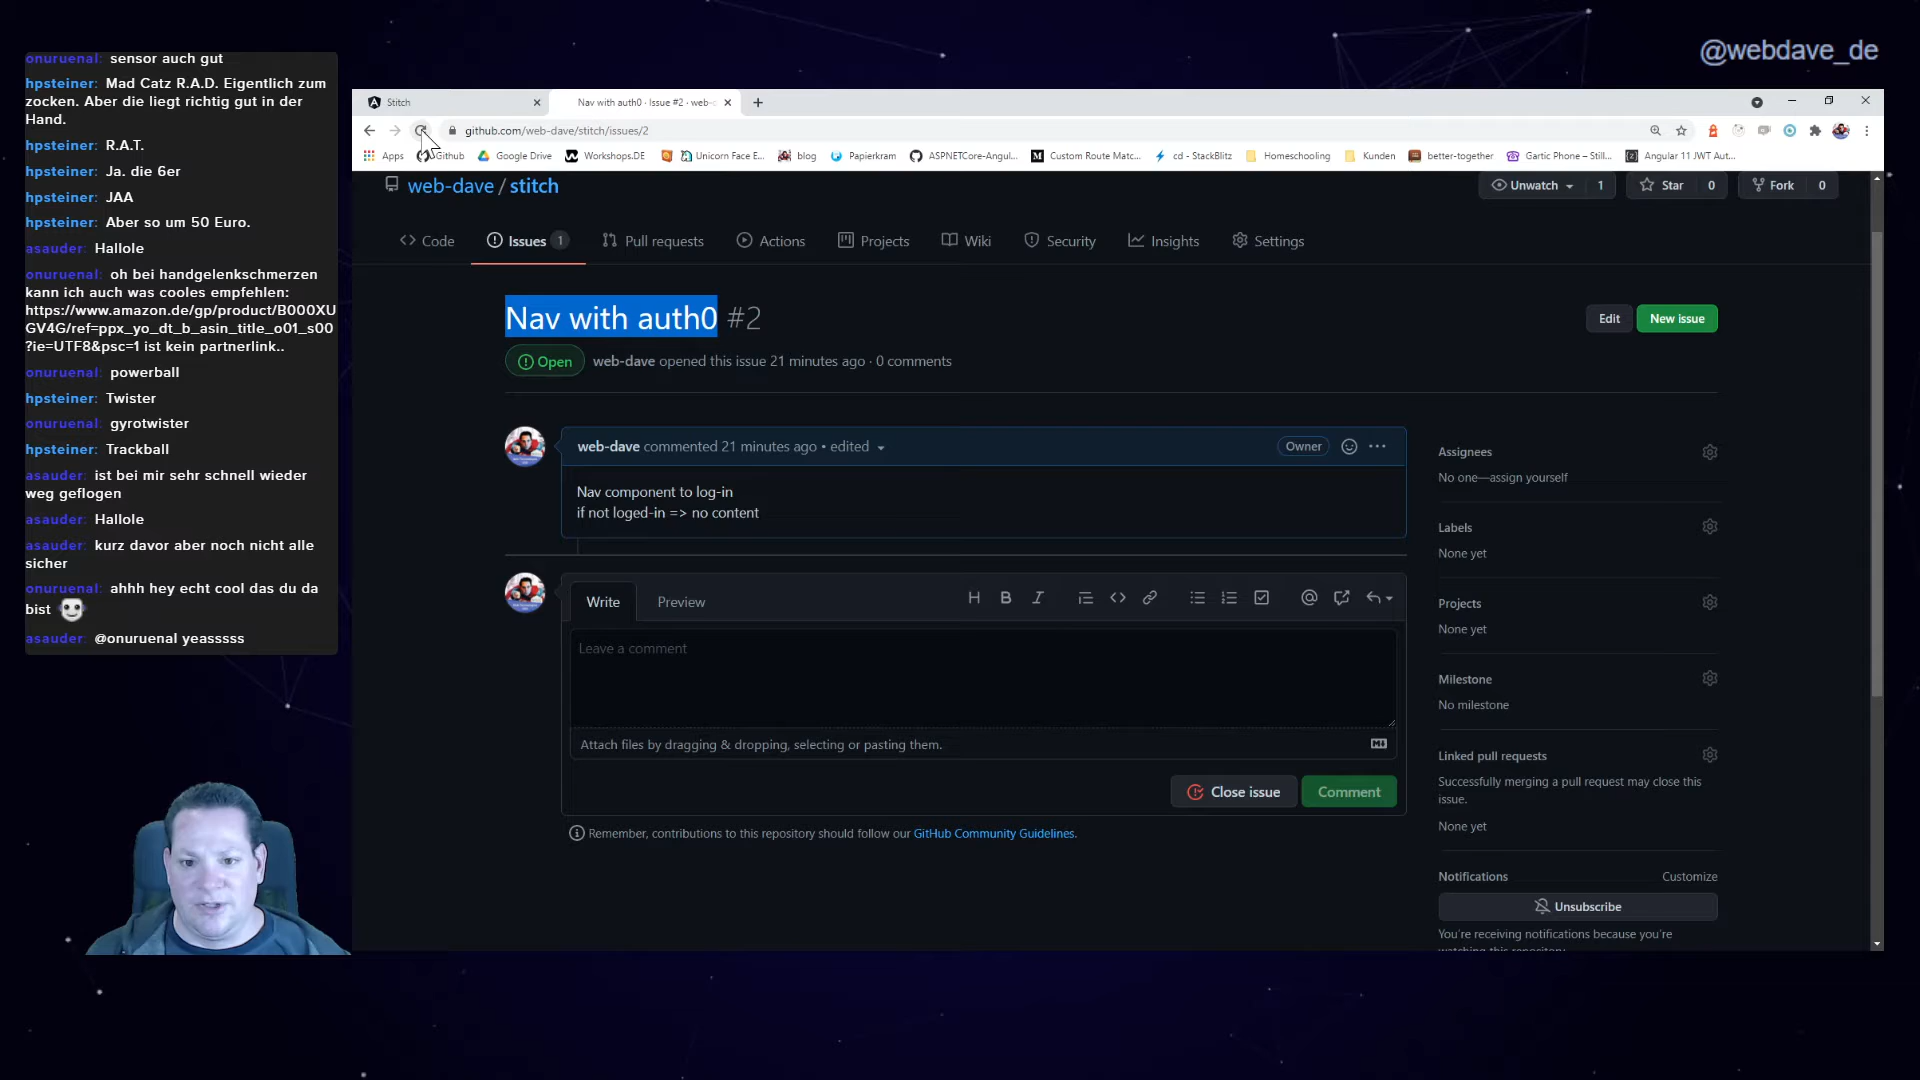 @webdave_de
onuruenal: sensor auch gut
hpsteiner: Mad Catz R.A.D. Eigentlich zum
zocken. Aber die liegt richtig gut in der
Hand.
hpsteiner: R.A.T.
hpsteiner: Ja. die 6er
hpsteiner: JAA
hpsteiner: Aber so um 50 Euro.
asauder: Hallole
onuruenal: oh bei handgelenkschmerzen
kann ich auch was cooles empfehlen:
https://www.amazon.de/gp/product/B000XU
GV4G/ref=ppx_yo_dt_b_asin_title_o01_s00
?ie=UTF8&psc=1 ist kein partnerlink..
onuruenal: powerball
hpsteiner: Twister
onuruenal: gyrotwister
hpsteiner: Trackball
asauder: ist bei mir sehr schnell wieder
weg geflogen
asauder: Hallole
asauder: kurz davor aber noch nicht alle
sicher
onuruenal: ahhh hey echt cool das du da
bist
asauder: @onuruenal yeasssss
Stitch
Nav with auth0 · Issue #2 · web-
github.com/web-dave/stitch/issues/2
Apps Github Google Drive Workshops.DE Unicorn Face E... blog Papierkram ASPNETCore-Angul... Custom Route Matc... cd - StackBlitz Homeschooling Kunden better-together Gartic Phone – Still... Angular 11 JWT Aut...
web-dave / stitch
Unwatch 1 Star 0 Fork 0
Code Issues 1 Pull requests Actions Projects Wiki Security Insights Settings
Nav with auth0 #2
Edit New issue
Open web-dave opened this issue 21 minutes ago · 0 comments
web-dave commented 21 minutes ago • edited
Owner
Nav component to log-in
if not loged-in => no content
Write Preview
Leave a comment
Attach files by dragging & dropping, selecting or pasting them.
Close issue Comment
Remember, contributions to this repository should follow our GitHub Community Guidelines.
Assignees
No one—assign yourself
Labels
None yet
Projects
None yet
Milestone
No milestone
Linked pull requests
Successfully merging a pull request may close this
issue.
None yet
Notifications Customize
Unsubscribe
You're receiving notifications because you're
watching this repository.